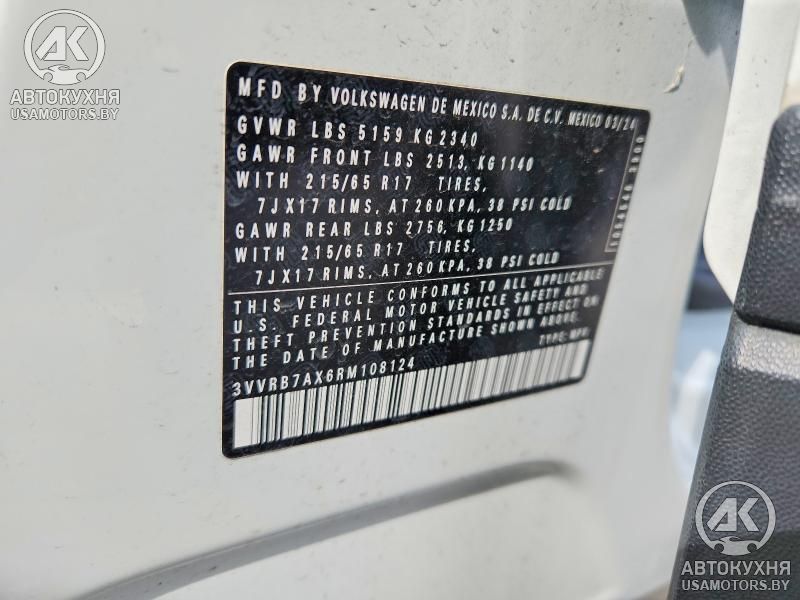 AK
АВТОКУХНЯ
USAMOTORS.BY
MFD BY VOLKSWAGEN DE MEXICO S.A. DE C.V. MEXICO 03/24
GVWR LBS 5159 KG 2340
GAWR FRONT LBS 2513, KG 1140
WITH 215/65 R17 TIRES,
7JX17 RIMS, AT 260 KPA, 38 PSI COLD
GAWR REAR LBS 2756, KG 1250
WITH 215/65 R17 TIRES,
7JX17 RIMS, AT 260 KPA, 38 PSI COLD
THIS VEHICLE CONFORMS TO ALL APPLICABLE
U.S. FEDERAL MOTOR VEHICLE SAFETY AND
THEFT PREVENTION STANDARDS IN EFFECT ON
THE DATE OF MANUFACTURE SHOWN ABOVE.
TYPE: MPV
3VVRB7AX6RM108124
AK
АВТОКУХНЯ
USAMOTORS.BY